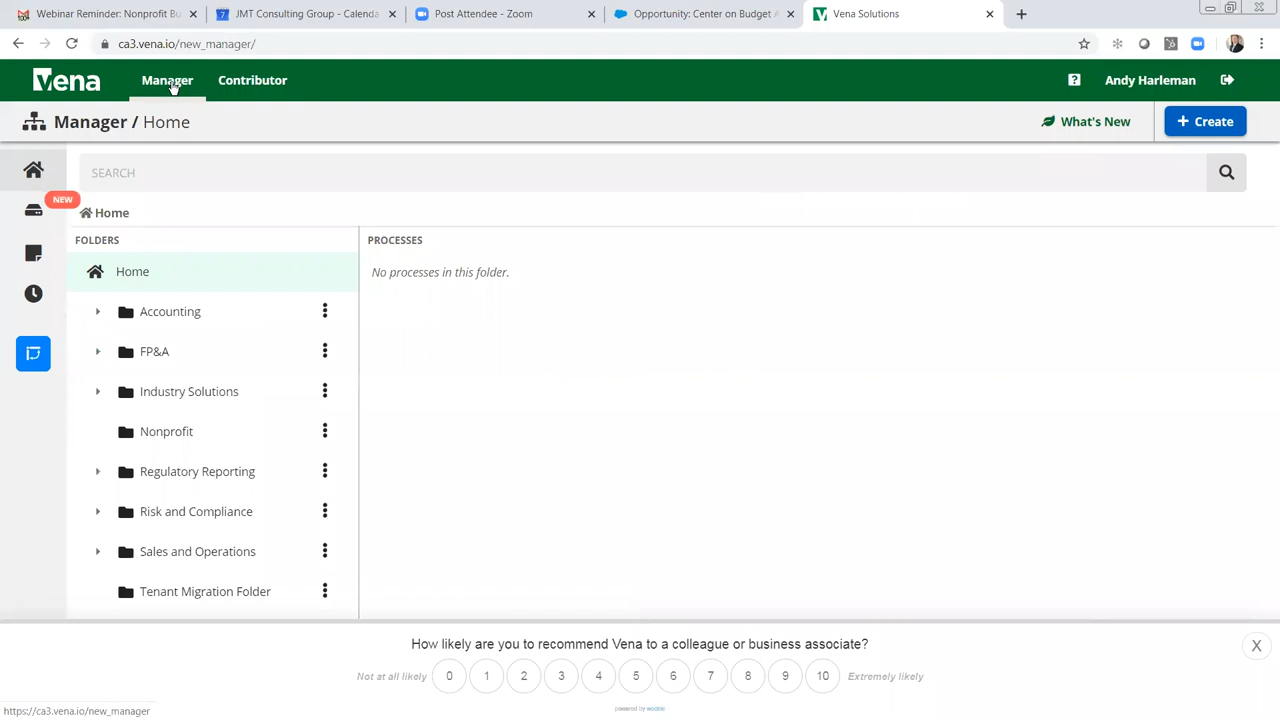 Webinar Reminder: Nonprofit Bu
JMT Consulting Group - Calenda
Post Attendee - Zoom
Opportunity: Center on Budget A
Vena Solutions
ca3.vena.io/new_manager/
Vena
Manager
Contributor
Andy Harleman
Manager / Home
What's New
+ Create
SEARCH
NEW
Home
FOLDERS
PROCESSES
Home
No processes in this folder.
Accounting
FP&A
Industry Solutions
Nonprofit
Regulatory Reporting
Risk and Compliance
Sales and Operations
Tenant Migration Folder
How likely are you to recommend Vena to a colleague or business associate?
X
Not at all likely 0 1 2 3 4 5 6 7 8 9 10 Extremely likely
powered by wootric
https://ca3.vena.io/new_manager